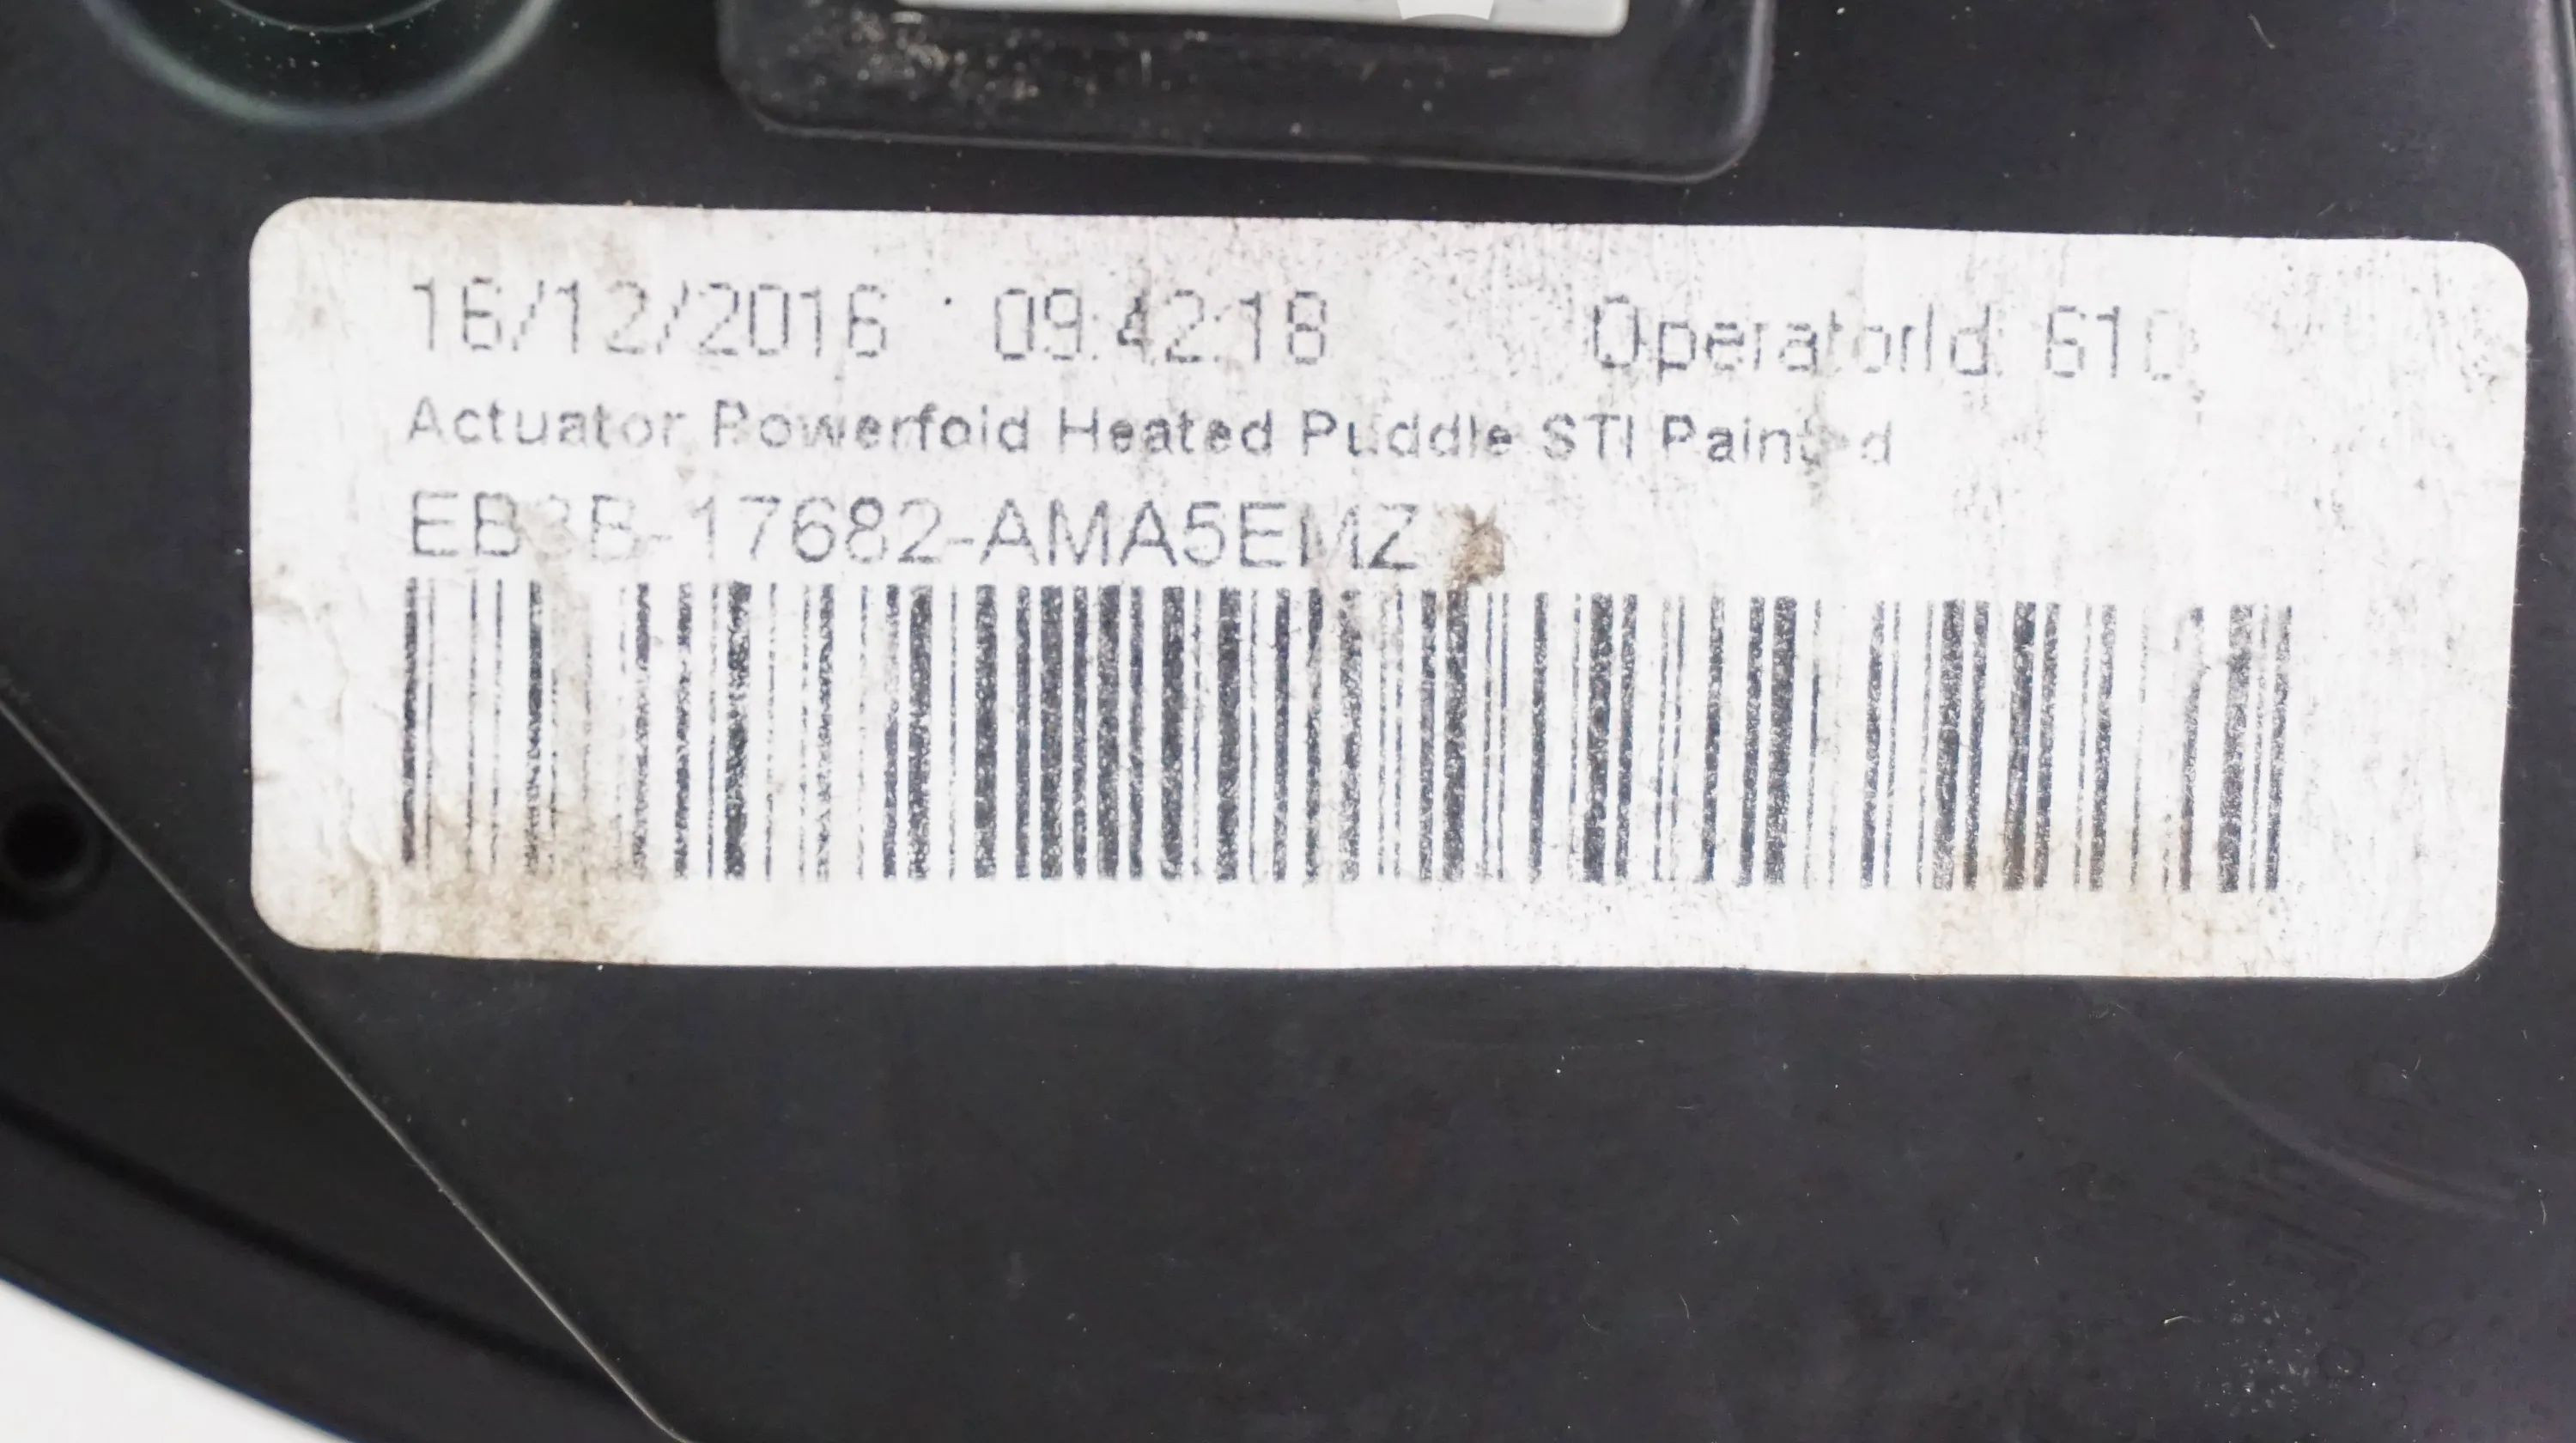 16/12/2016 09:42:18 OperatorId: 610
Actuator Powerfold Heated Puddle STI Painted
EB3B-17682-AMA5EMZ